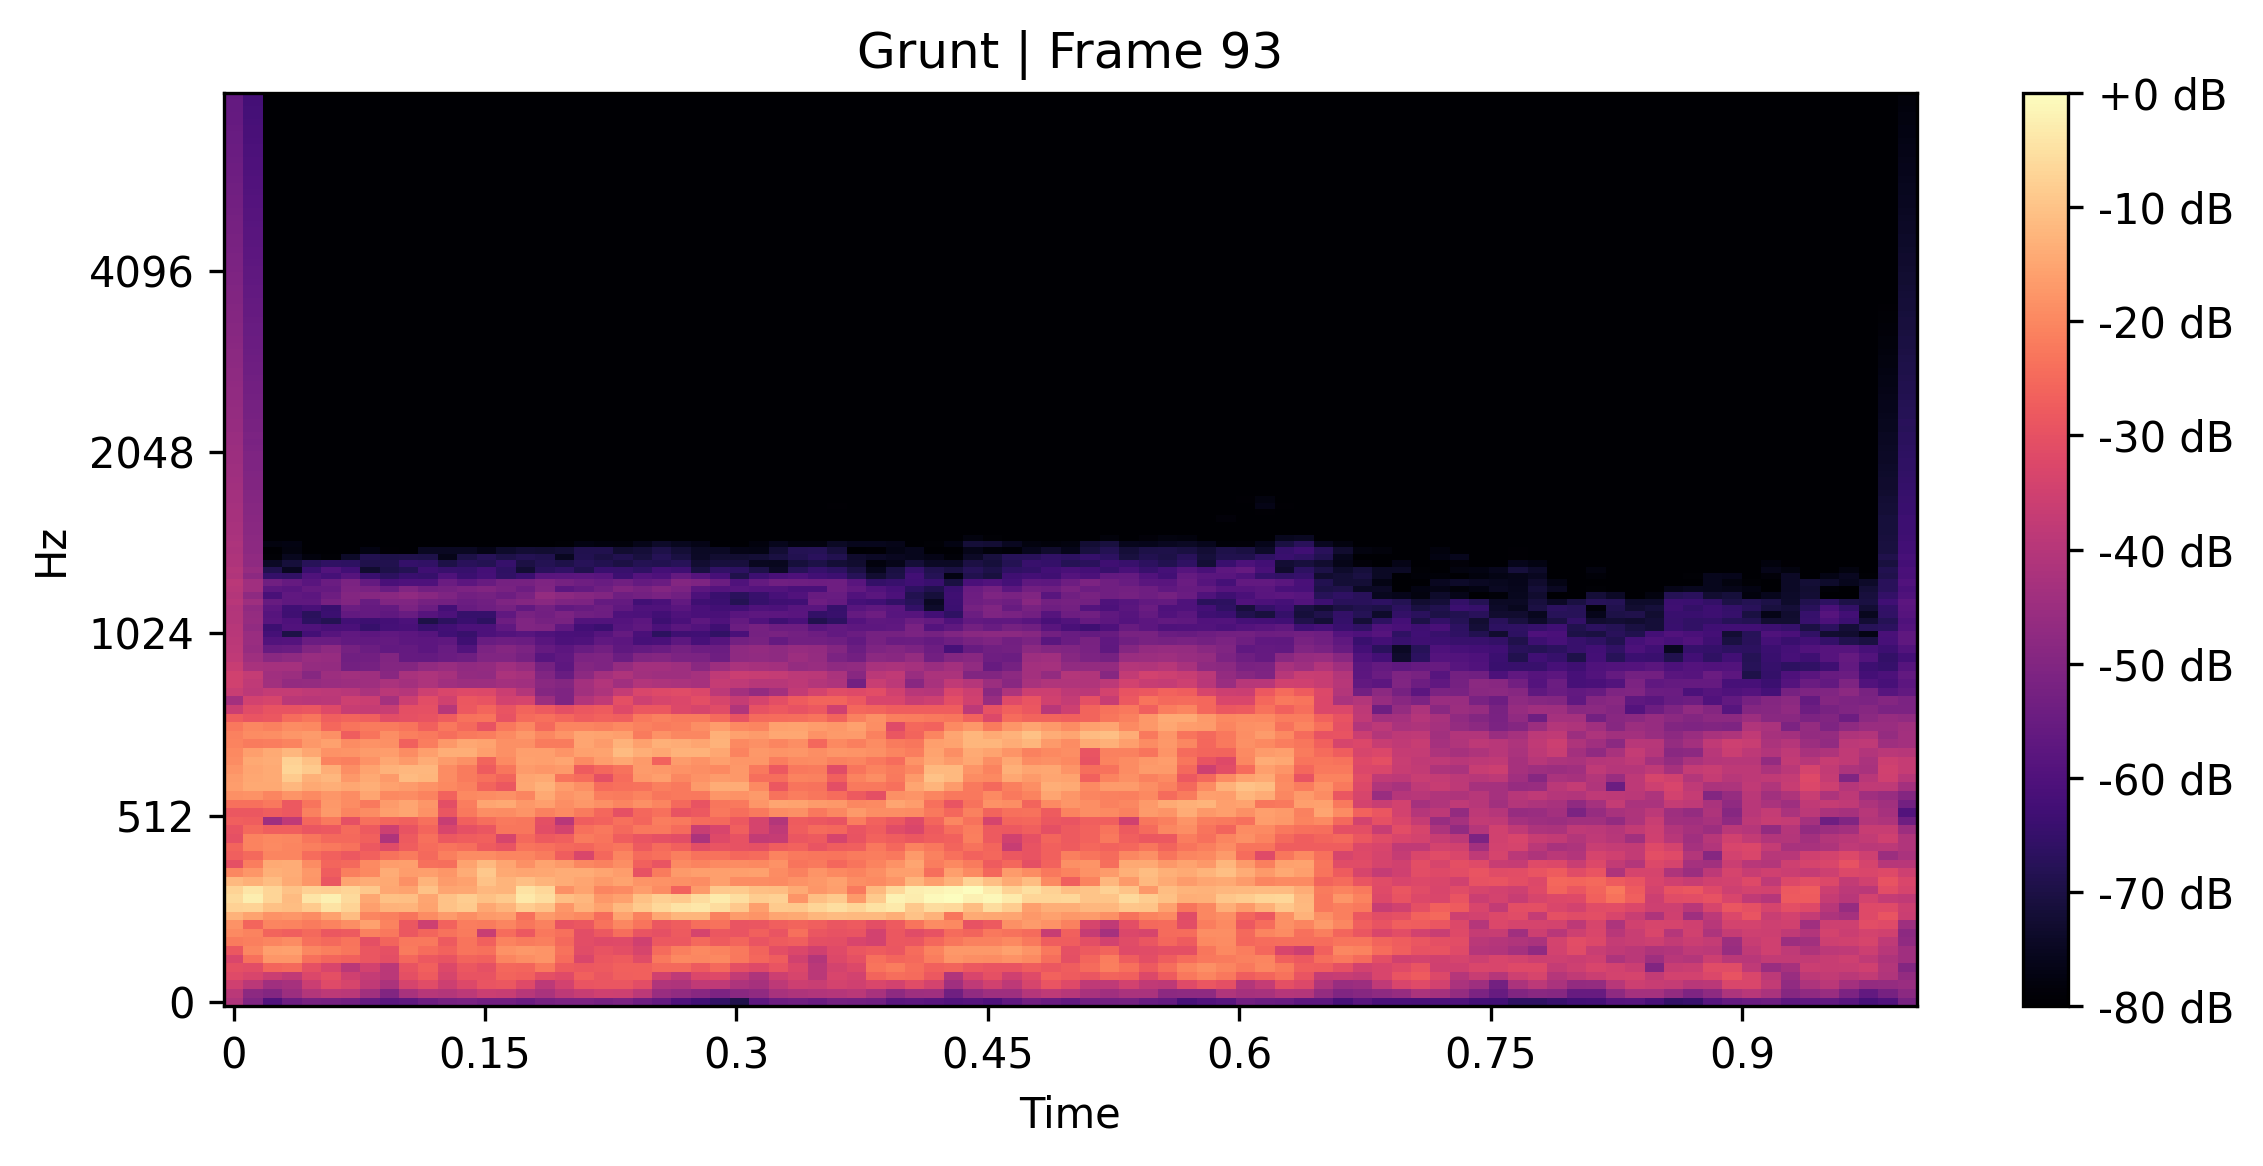 Grunt | Frame 93
+0 dB
-10 dB
-20 dB
-30 dB
-40 dB
-50 dB
-60 dB
-70 dB
-80 dB
Hz
4096
2048
1024
512
0
0 0.15 0.3 0.45 0.6 0.75 0.9
Time